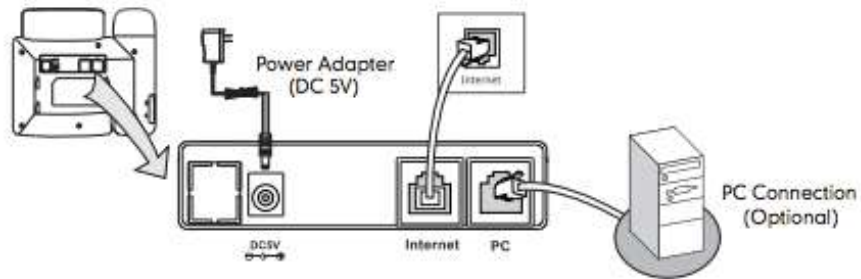 Power Adapter
(DC 5V)
Internet
PC Connection
(Optional)
DC5V
Internet
PC